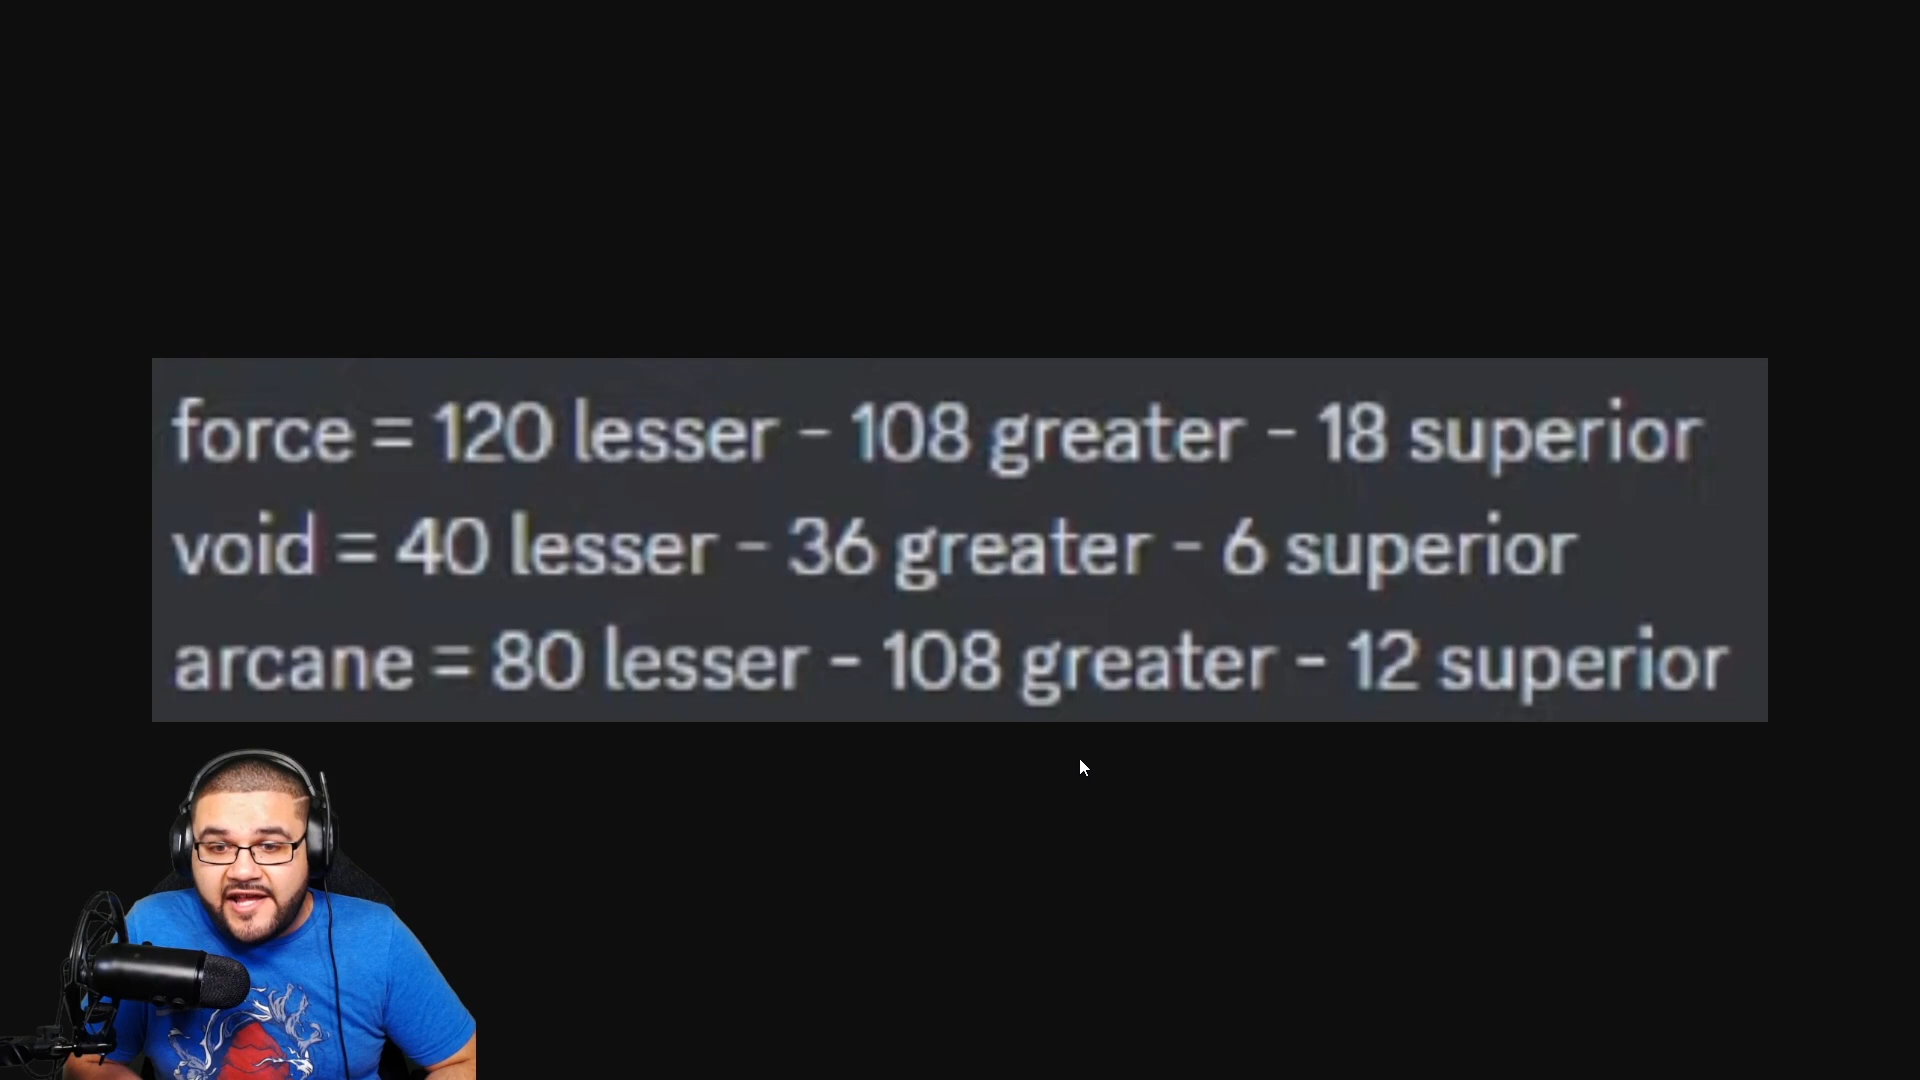 force = 120 lesser - 108 greater - 18 superior
void = 40 lesser - 36 greater - 6 superior
arcane = 80 lesser - 108 greater - 12 superior